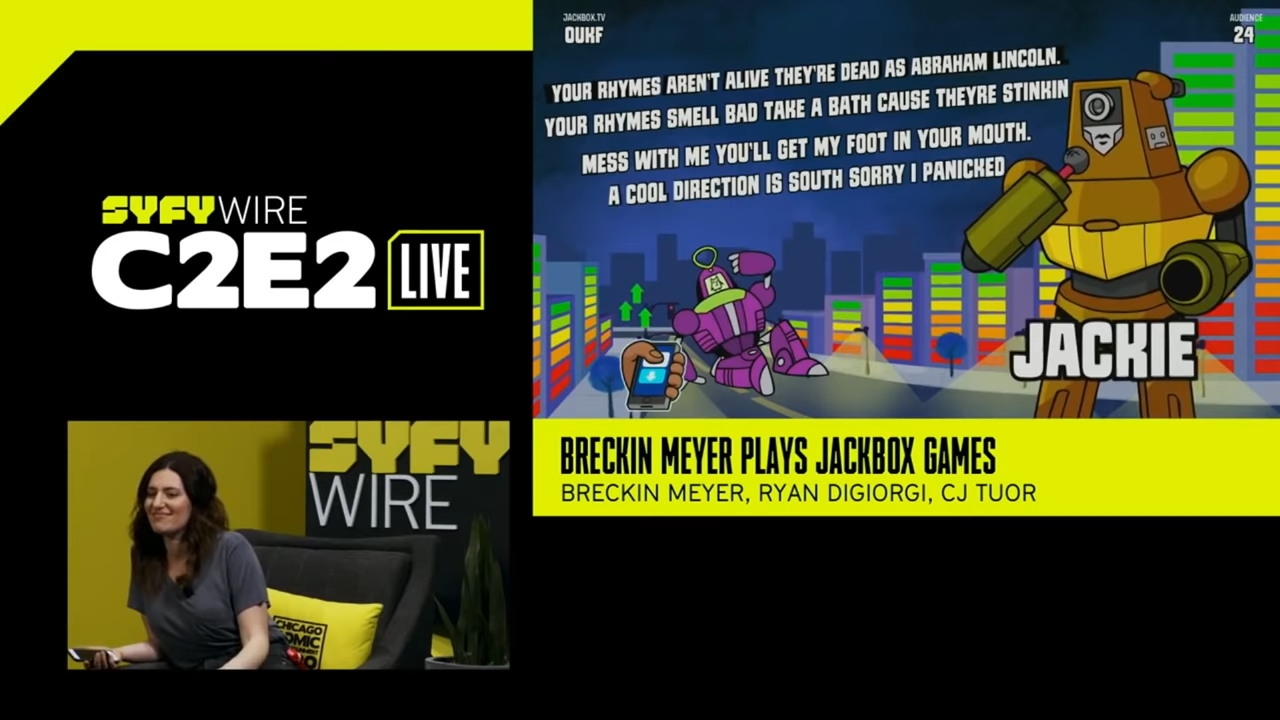 SYFY WIRE
C2E2 LIVE
JACKBOX.TV
OUKF
AUDIENCE
24
YOUR RHYMES AREN'T ALIVE THEY'RE DEAD AS ABRAHAM LINCOLN.
YOUR RHYMES SMELL BAD TAKE A BATH CAUSE THEYRE STINKIN
MESS WITH ME YOU'LL GET MY FOOT IN YOUR MOUTH.
A COOL DIRECTION IS SOUTH SORRY I PANICKED
JACKIE
BRECKIN MEYER PLAYS JACKBOX GAMES
BRECKIN MEYER, RYAN DIGIORGI, CJ TUOR
SYFY
WIRE
CHICAGO
COMIC